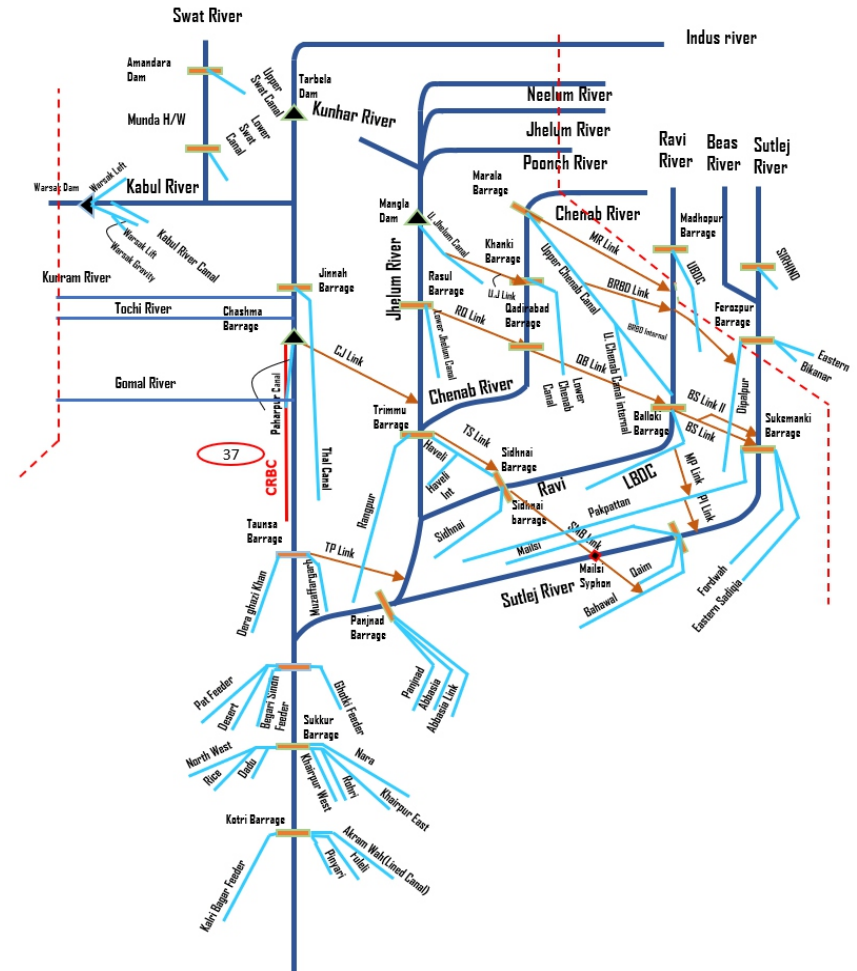 Swat River
Indus river
Amandara
Dam
Upper
Swat Canal
Tarbela
Dam
Kunhar River
Neelum River
Munda H/W
Lower
Swat
Canal
Jhelum River
Poonch River
Ravi
River
Beas
River
Sutlej
River
Warsak Dam
Warsak Left
Kabul River
Marala
Barrage
Mangla
Dam
Chenab River
Madhopur
Barrage
Warsak Lift
Warsak Gravity
Kabul River Canal
U. Jhelum Canal
Khanki
Barrage
MR Link
UBDC
SIRHIND
Kurram River
Jinnah
Barrage
Jhelum River
Rasul
Barrage
U.J Link
Upper Chenab Canal
BRBD Link
Tochi River
Chashma
Barrage
Lower Jhelum Canal
RQ Link
Qadirabad
Barrage
BRBD Internal
Ferozpur
Barrage
U. Chenab Canal internal
Eastern
Bikanar
CJ Link
QB Link
Gomal River
Paharpur Canal
Chenab River
Lower
Chenab
Canal
Dipalpur
Balloki
Barrage
BS Link II
BS Link
Sukemanki
Barrage
Trimmu
Barrage
TS Link
Haveli
Haveli
Int
Sidhnai
Barrage
37
CRBC
Thal Canal
Ravi
LBDC
MP Link
PI Link
Rangpur
Sidhnai
barrage
Pakpattan
Taunsa
Barrage
TP Link
Sidhnai
Mailsi
SMB Link
Mailsi
Syphon
Qaim
Fordwah
Eastern Sadiqia
Dera ghazi Khan
Muzaffargarh
Sutlej River
Bahawal
Panjnad
Barrage
Panjnad
Abbasia
Abbasia Link
Pat Feeder
Desert
Begari Sindh
Feeder
Ghotki Feeder
Sukkur
Barrage
North West
Rice
Dadu
Khairpur West
Rohri
Nara
Khairpur East
Kotri Barrage
Akram Wah(Lined Canal)
Pinyari
Fuleli
Kalri Bagar Feeder